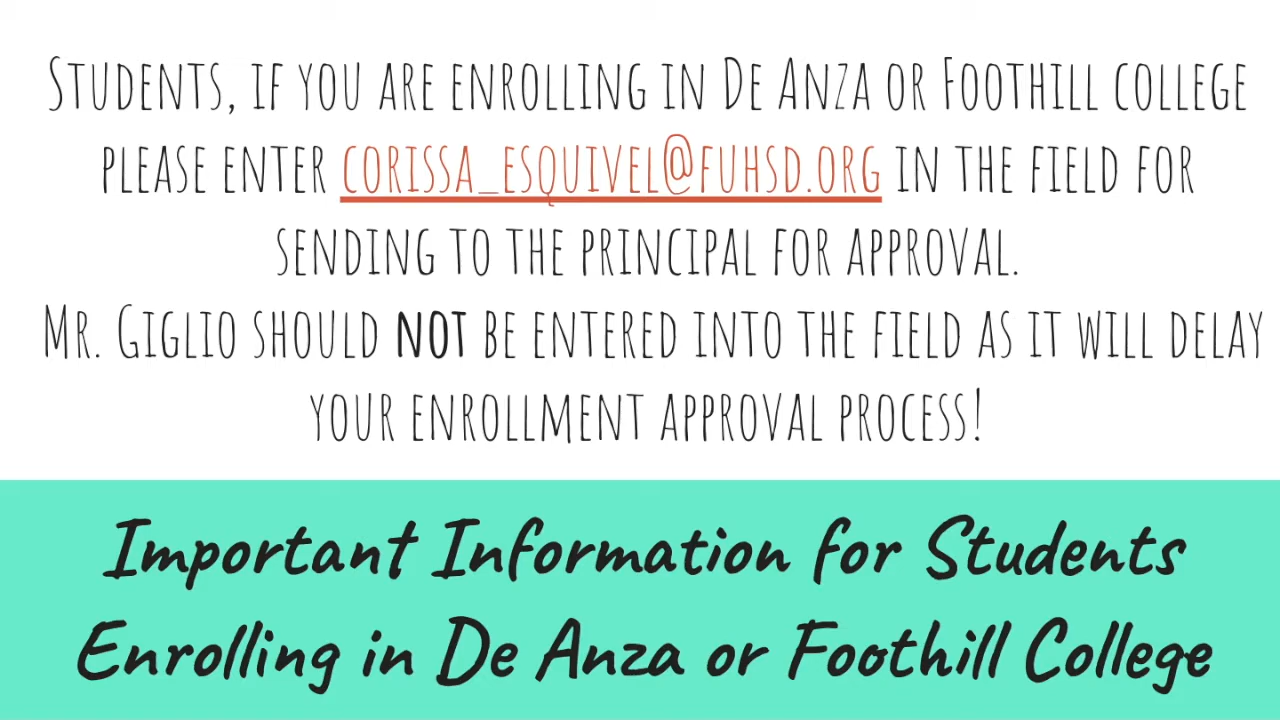 Students, if you are enrolling in De Anza or Foothill college
please enter corissa_esquivel@fuhsd.org in the field for
sending to the principal for approval.
Mr. Giglio should not be entered into the field as it will delay
your enrollment approval process!
Important Information for Students
Enrolling in De Anza or Foothill College